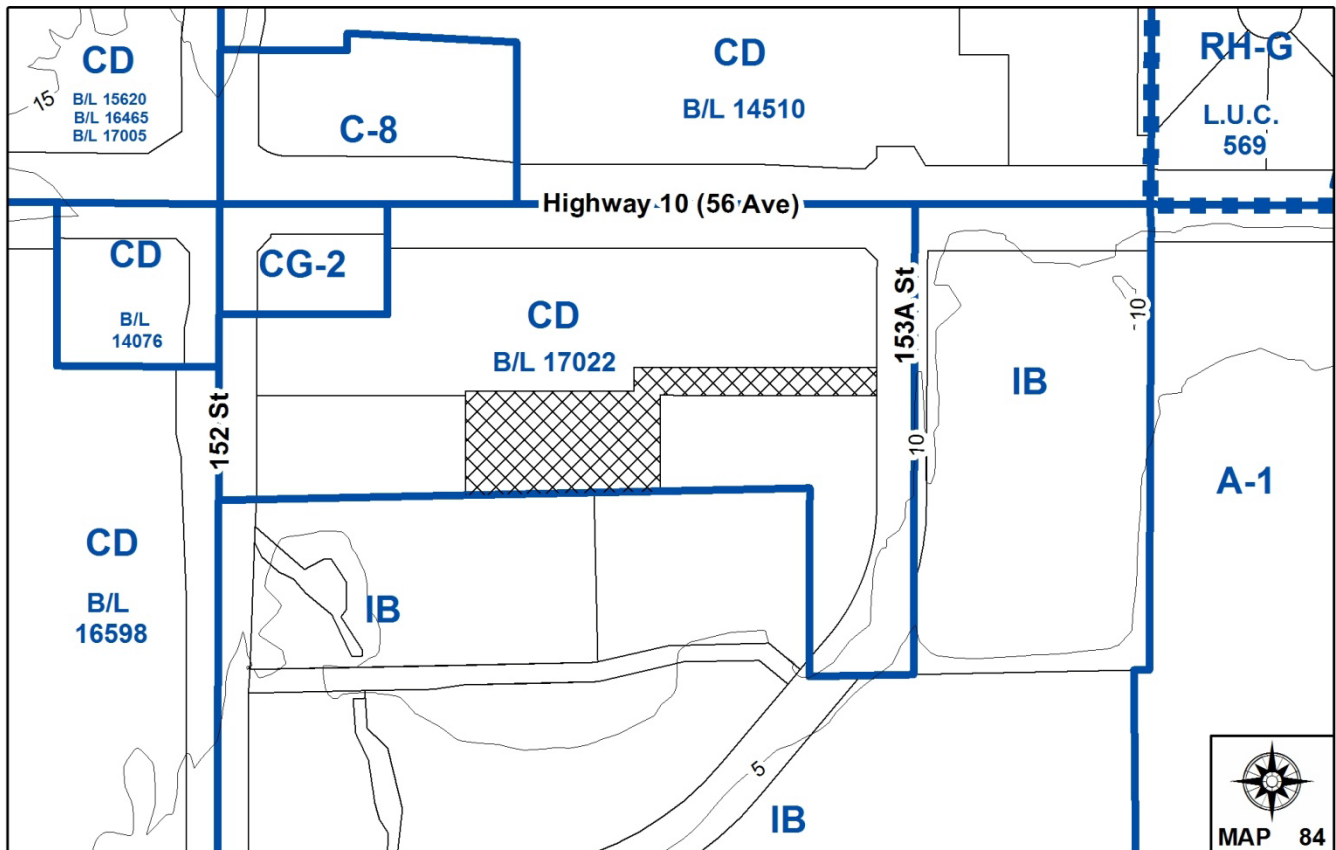 CD
B/L 15620
B/L 16465
B/L 17005
15
C-8
CD
B/L 14510
RH-G
L.U.C.
569
Highway 10 (56 Ave)
CD
B/L
14076
CG-2
CD
B/L 17022
152 St
153A St
10
10
IB
A-1
CD
B/L
16598
IB
5
IB
MAP 84